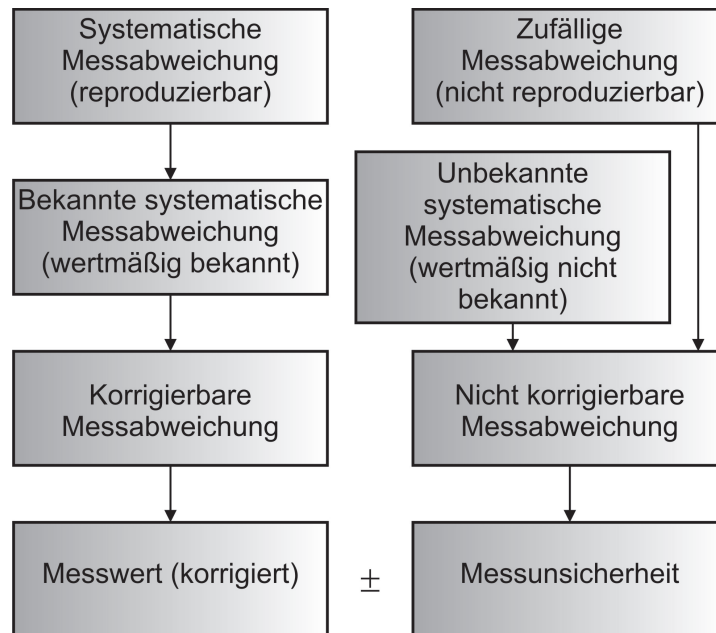 Systematische
Messabweichung
(reproduzierbar)
Zufällige
Messabweichung
(nicht reproduzierbar)
Bekannte systematische
Messabweichung
(wertmäßig bekannt)
Unbekannte
systematische
Messabweichung
(wertmäßig nicht
bekannt)
Korrigierbare
Messabweichung
Nicht korrigierbare
Messabweichung
Messwert (korrigiert)
±
Messunsicherheit